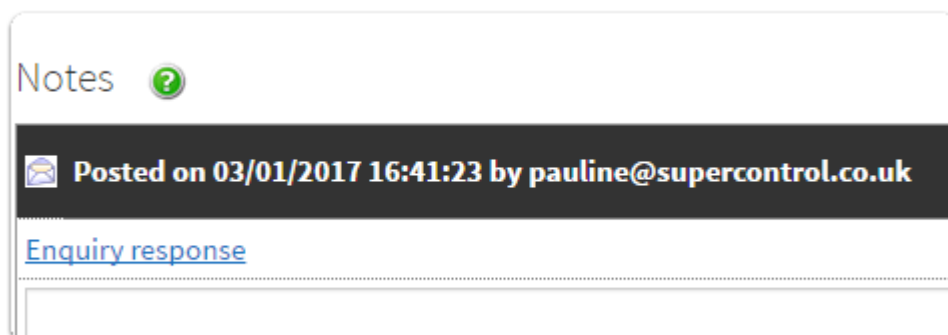 Notes
Posted on 03/01/2017 16:41:23 by pauline@supercontrol.co.uk
Enquiry response